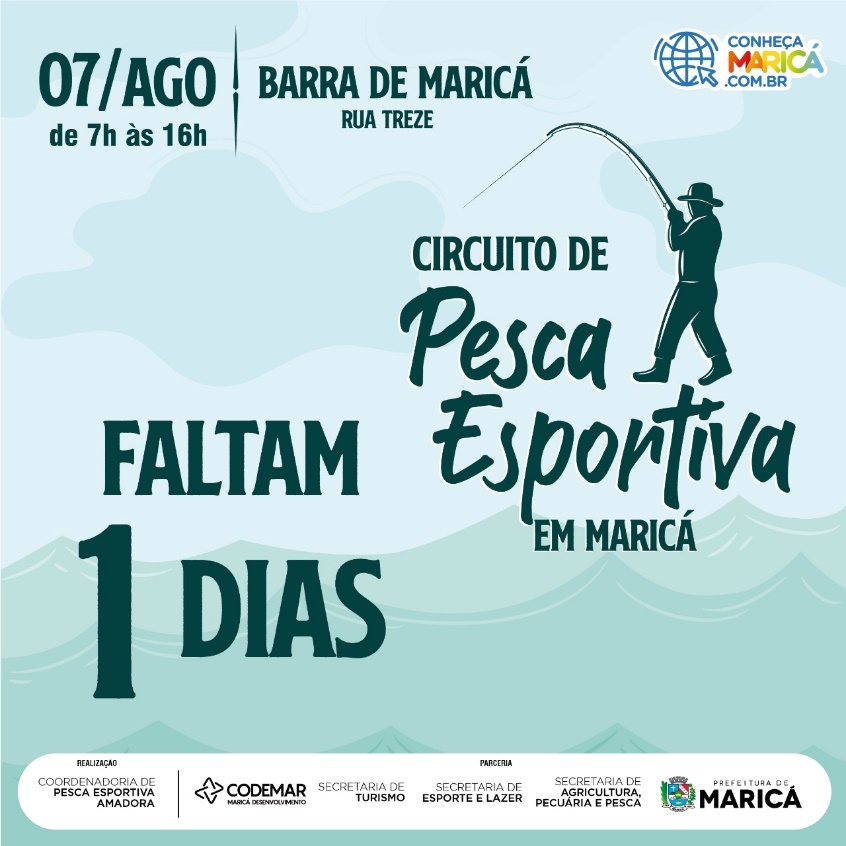 07/AGO
de 7h às 16h
BARRA DE MARICÁ
RUA TREZE
CONHEÇA
MARICÁ
.COM.BR
CIRCUITO DE
Pesca
Esportiva
EM MARICÁ
FALTAM
1 DIAS
REALIZAÇÃO
COORDENADORIA DE
PESCA ESPORTIVA
AMADORA
CODEMAR
MARICÁ DESENVOLVIMENTO
PARCERIA
SECRETARIA DE
TURISMO
SECRETARIA DE
ESPORTE E LAZER
SECRETARIA DE
AGRICULTURA,
PECUÁRIA E PESCA
PREFEITURA DE
MARICÁ